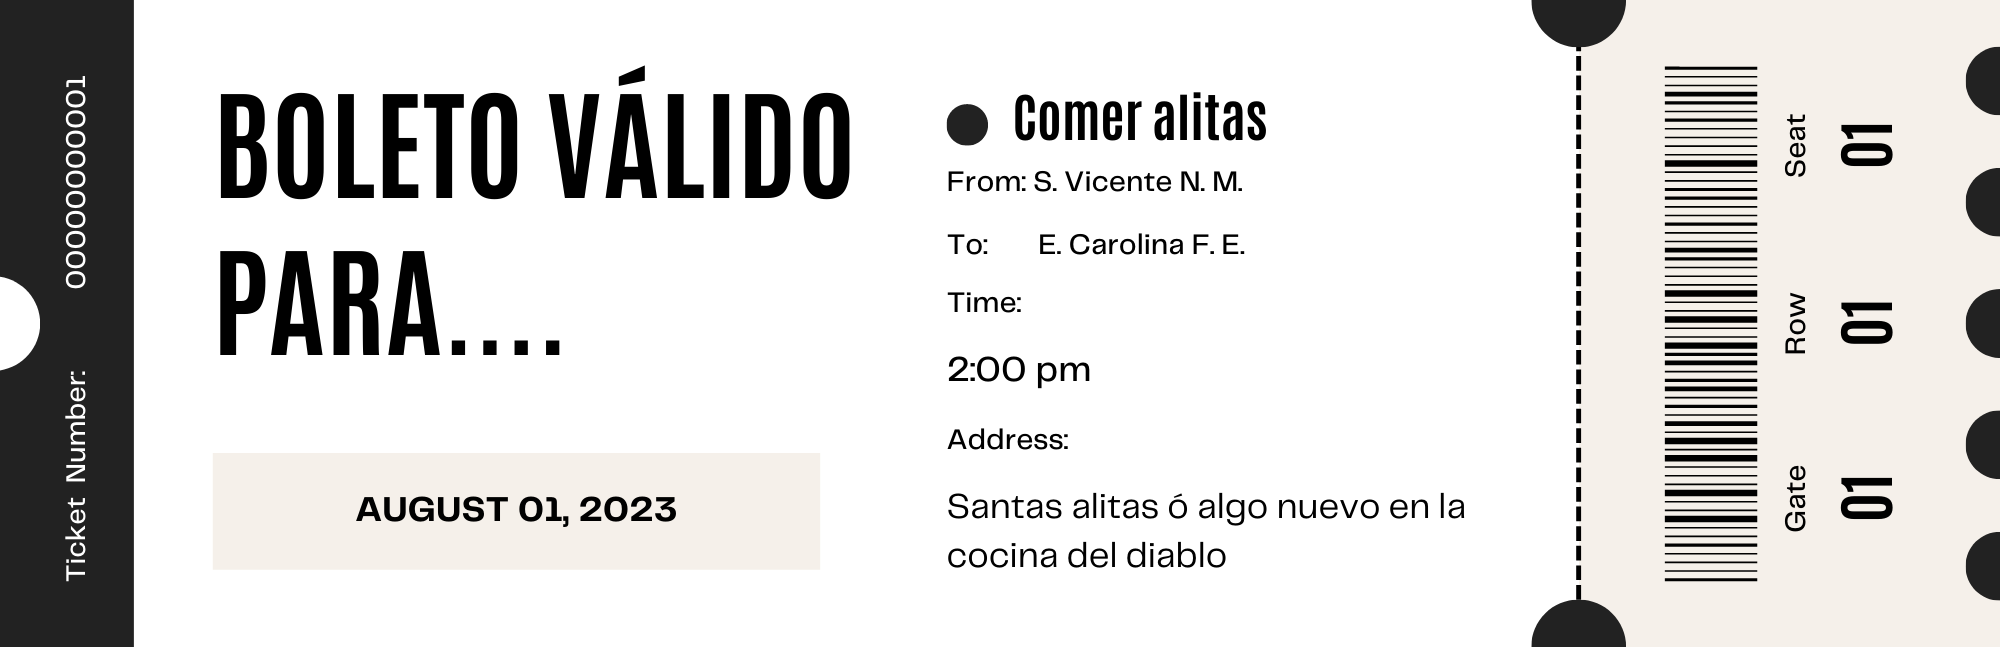 Ticket Number: 00000000001
BOLETO VÁLIDO
PARA....
AUGUST 01, 2023
Comer alitas
From: S. Vicente N. M.
To: E. Carolina F. E.
Time:
2:00 pm
Address:
Santas alitas ó algo nuevo en la
cocina del diablo
Gate Row Seat
01 01 01